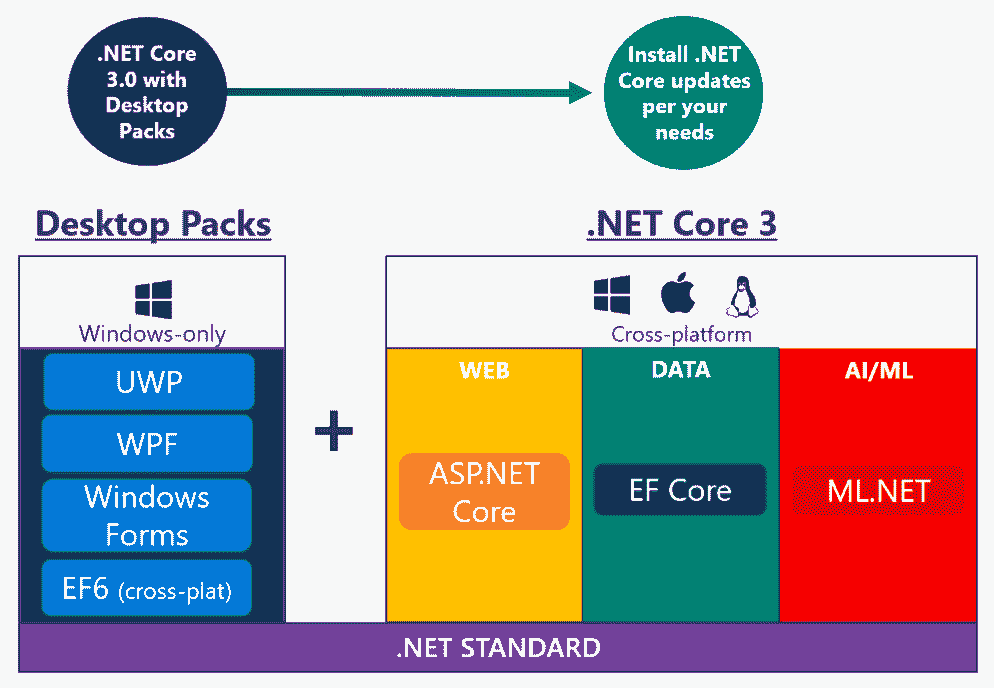 .NET Core
3.0 with
Desktop
Packs
Install .NET
Core updates
per your
needs
Desktop Packs
.NET Core 3
Windows-only
Cross-platform
UWP
WPF
Windows
Forms
EF6 (cross-plat)
+
WEB
ASP.NET
Core
DATA
EF Core
AI/ML
ML.NET
.NET STANDARD